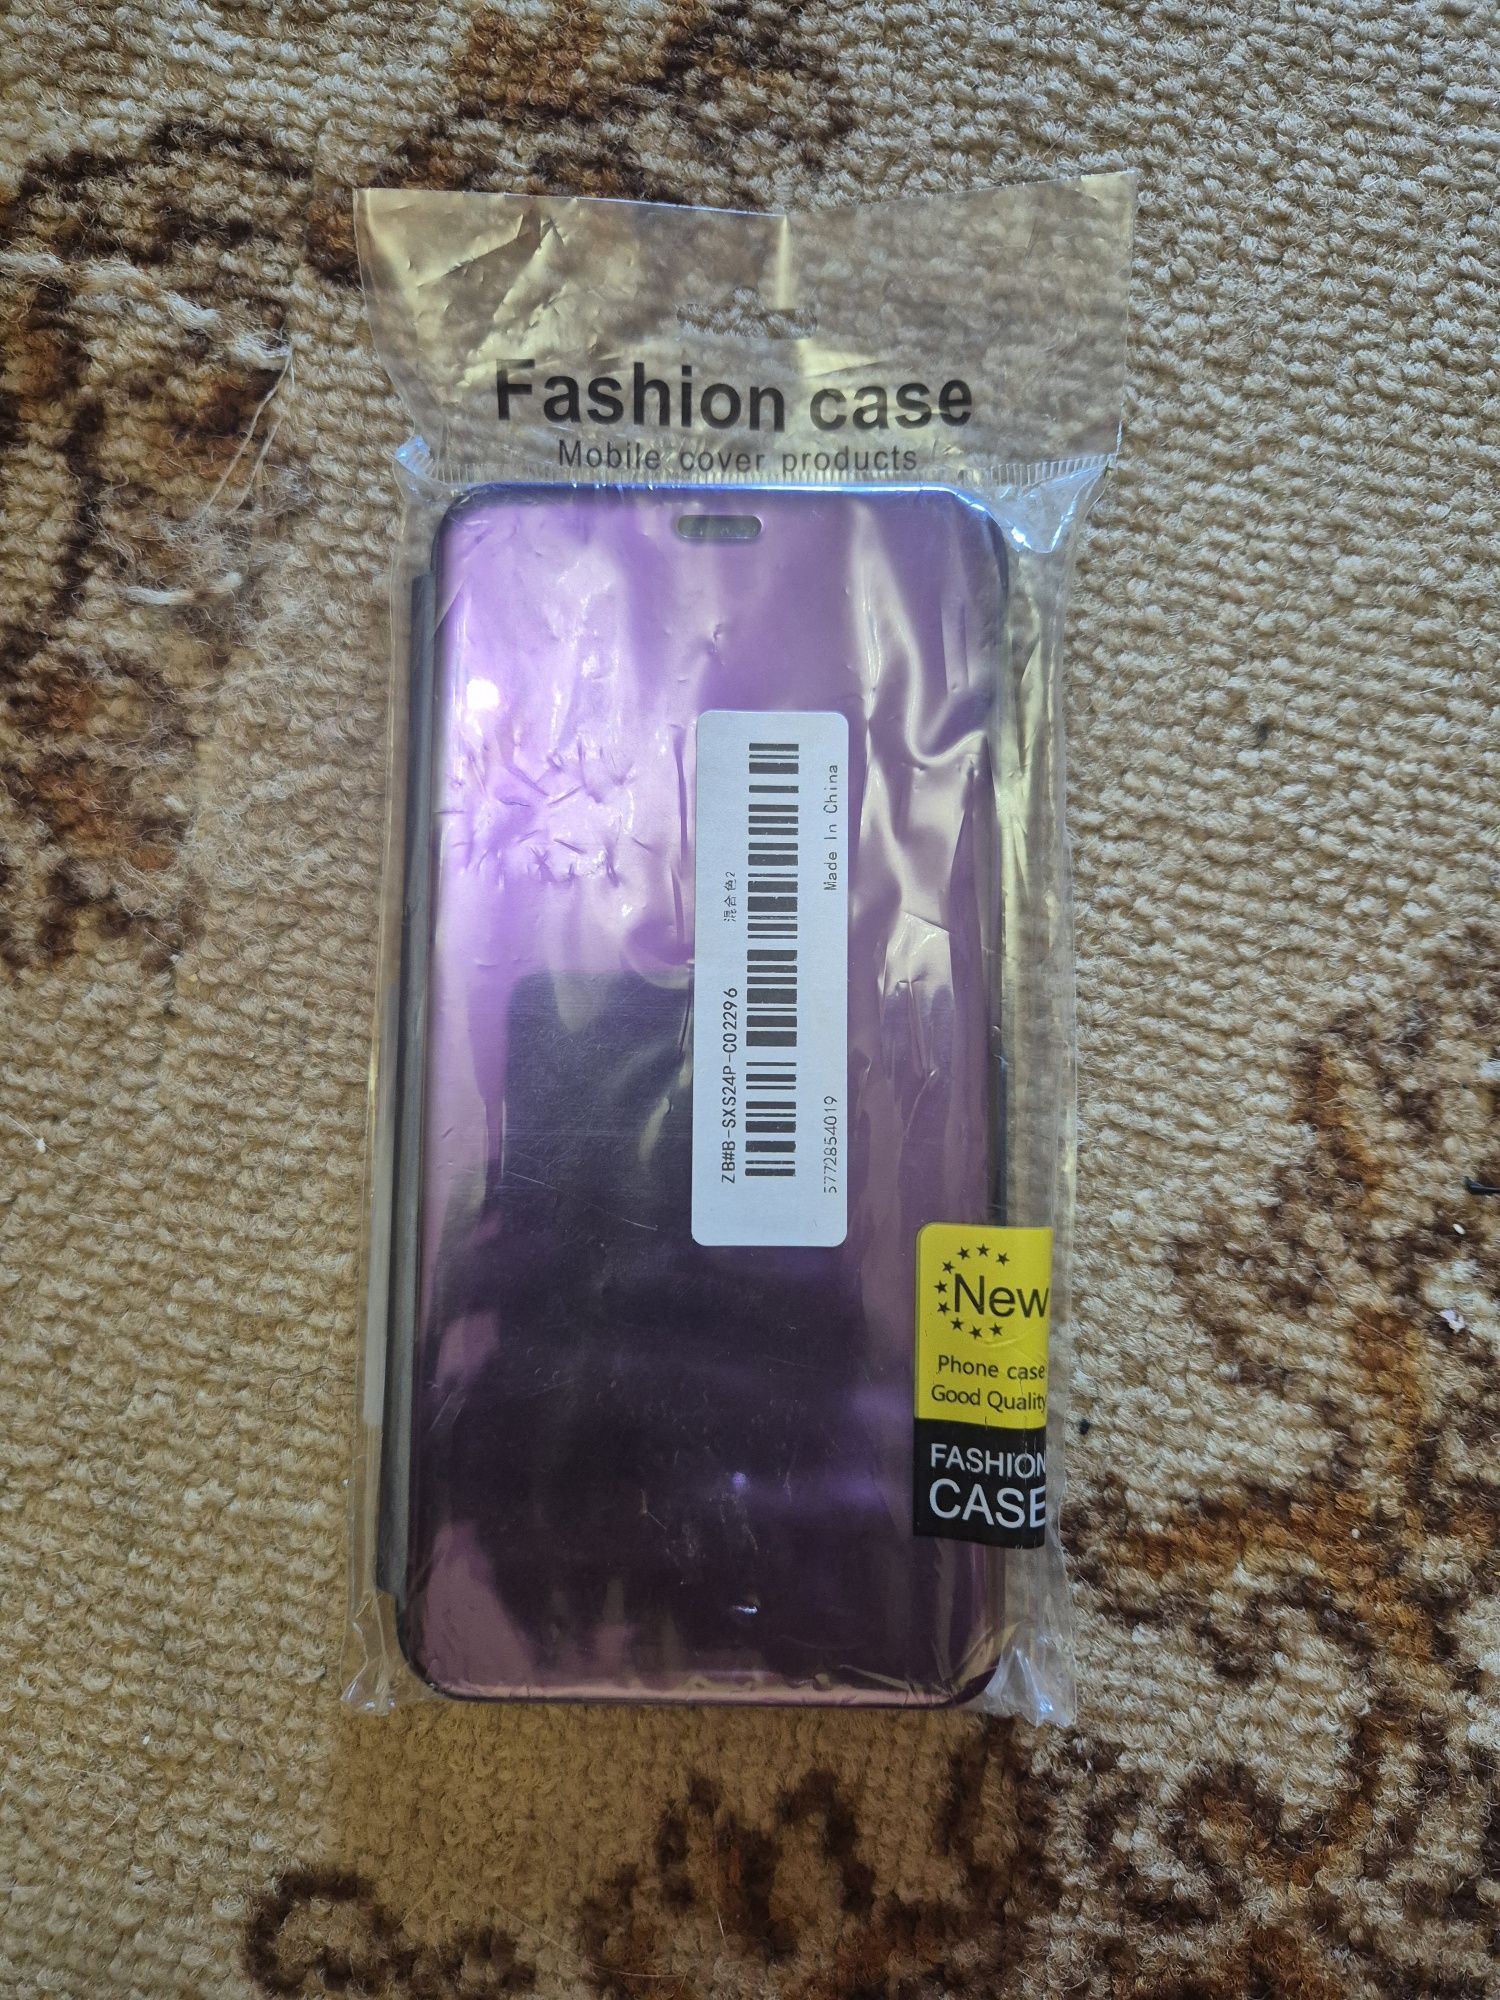 Fashion case
Mobile cover products
ZB#B-SXS24P-C02296 混合色2
5772854019 Made In China
New
Phone case
Good Quality
FASHION
CASE